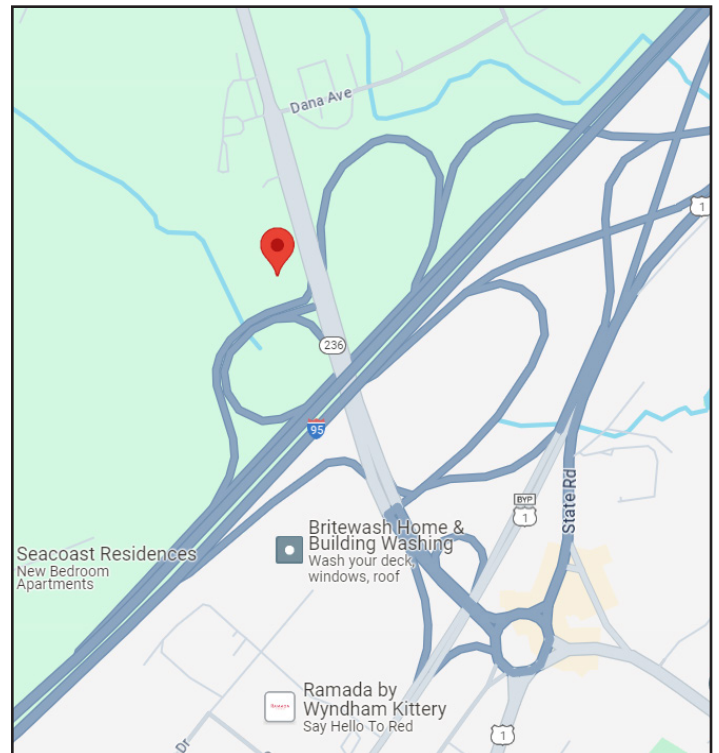 Dana Ave
1
236
95
BYP
1
State Rd
Britewash Home &
Building Washing
Wash your deck,
windows, roof
Seacoast Residences
New Bedroom
Apartments
Ramada by
Wyndham Kittery
Say Hello To Red
1
Dr